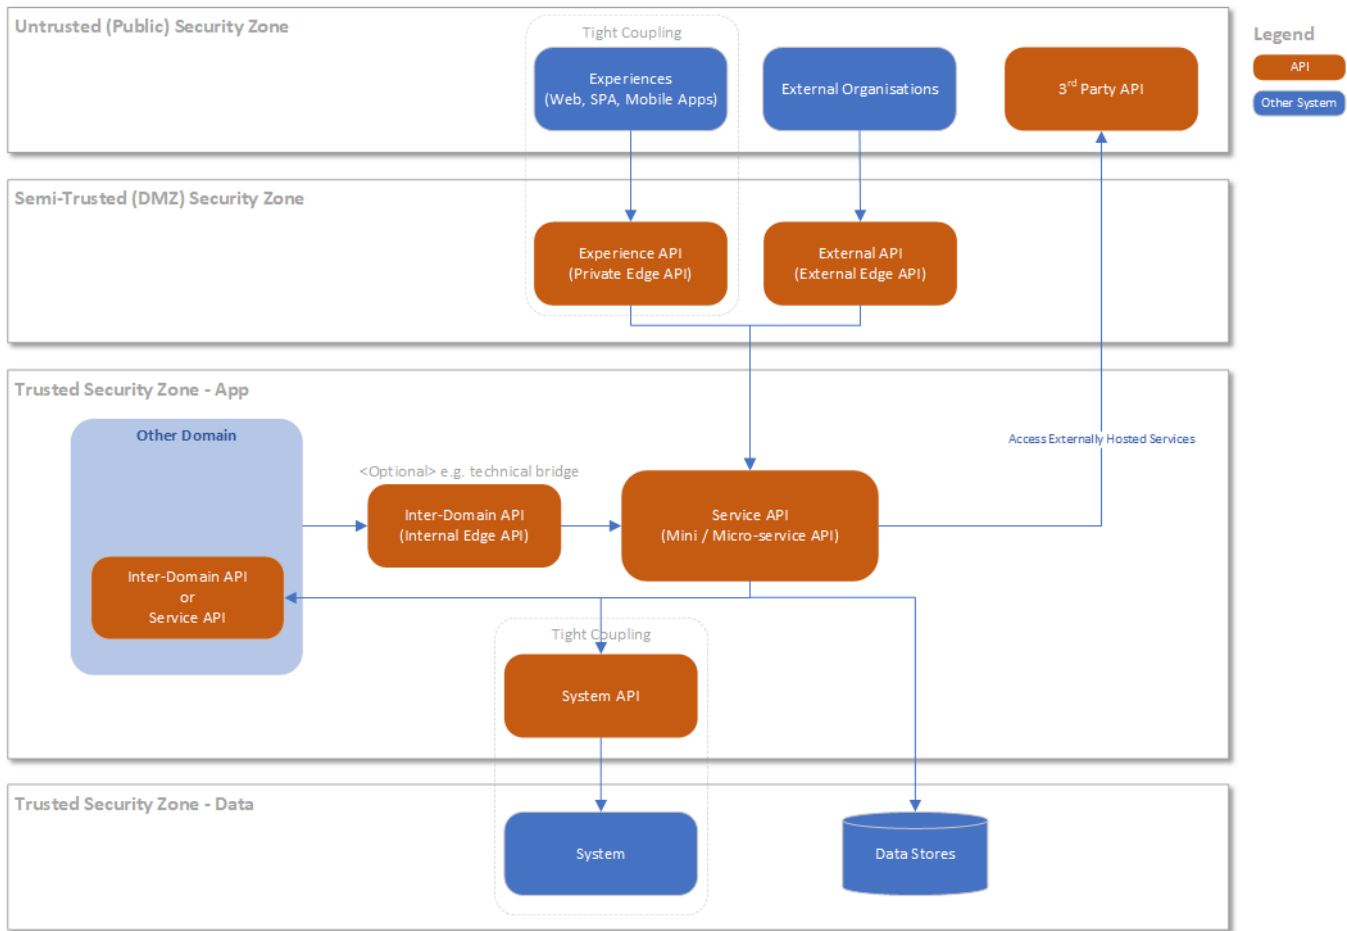 Untrusted (Public) Security Zone
Tight Coupling
Experiences
(Web, SPA, Mobile Apps)
External Organisations
3rd Party API
Legend
API
Other System
Semi-Trusted (DMZ) Security Zone
Experience API
(Private Edge API)
External API
(External Edge API)
Trusted Security Zone - App
Other Domain
Access Externally Hosted Services
<Optional> e.g. technical bridge
Inter-Domain API
(Internal Edge API)
Service API
(Mini / Micro-service API)
Inter-Domain API
or
Service API
Tight Coupling
System API
Trusted Security Zone - Data
System
Data Stores